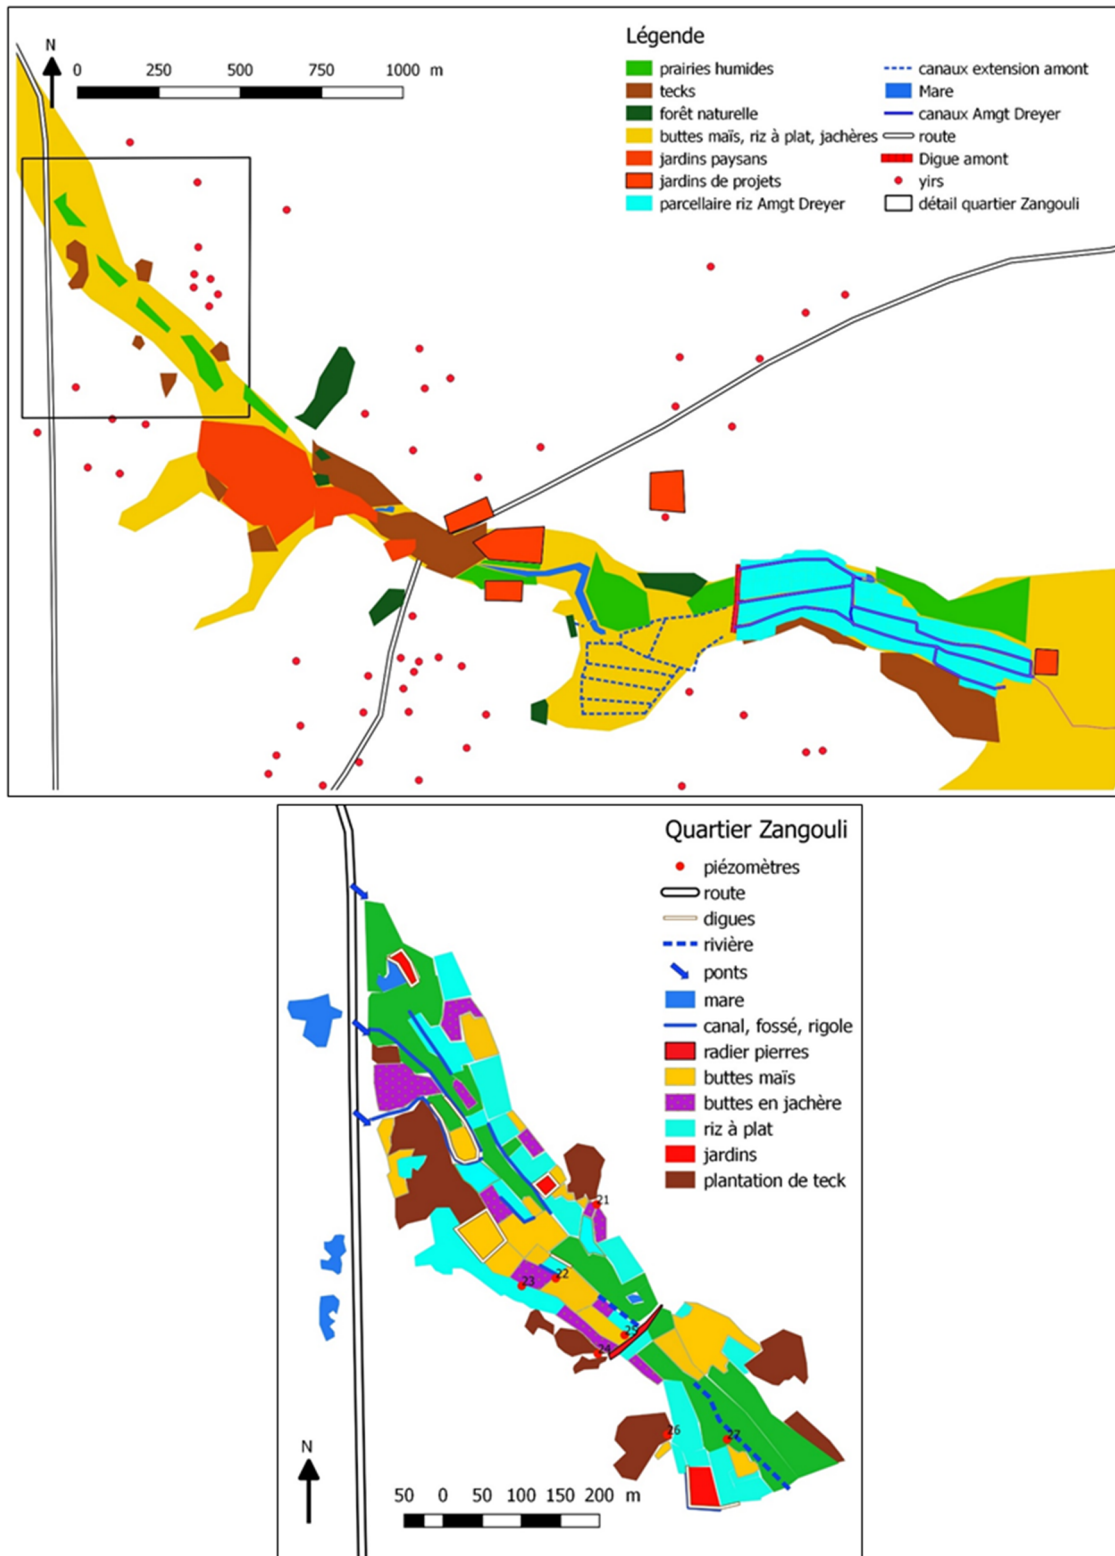 N
0 250 500 750 1000 m
Légende
prairies humides
tecks
forêt naturelle
buttes maïs, riz à plat, jachères
jardins paysans
jardins de projets
parcellaire riz Amgt Dreyer
canaux extension amont
Mare
canaux Amgt Dreyer
route
Digue amont
yirs
détail quartier Zangouli
Quartier Zangouli
piézomètres
route
digues
rivière
ponts
mare
canal, fossé, rigole
radier pierres
buttes maïs
buttes en jachère
riz à plat
jardins
plantation de teck
21
22
23
25
24
26
27
N
50 0 50 100 150 200 m